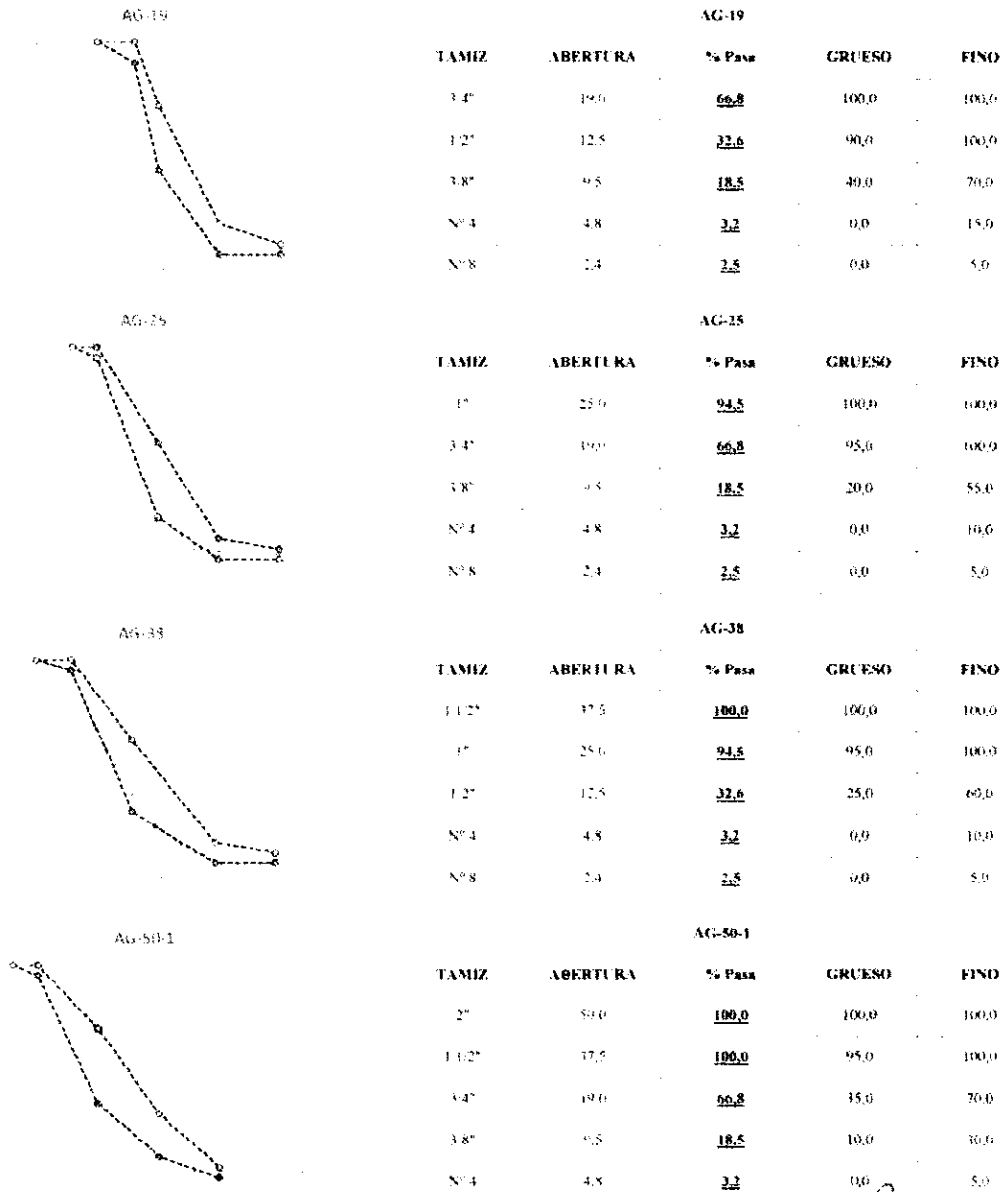 AG-19
AG-19
TAMIZ ABERTURA % Pasa GRUESO FINO
3/4" 19,0 66,8 100,0 100,0
1/2" 12,5 32,6 90,0 100,0
3/8" 9,5 18,5 40,0 70,0
Nº 4 4,8 3,2 0,0 15,0
Nº 8 2,4 2,5 0,0 5,0
AG-25
AG-25
TAMIZ ABERTURA % Pasa GRUESO FINO
1" 25,0 94,5 100,0 100,0
3/4" 19,0 66,8 95,0 100,0
3/8" 9,5 18,5 20,0 55,0
Nº 4 4,8 3,2 0,0 10,0
Nº 8 2,4 2,5 0,0 5,0
AG-38
AG-38
TAMIZ ABERTURA % Pasa GRUESO FINO
1 1/2" 37,5 100,0 100,0 100,0
1" 25,0 94,5 95,0 100,0
1/2" 12,5 32,6 25,0 60,0
Nº 4 4,8 3,2 0,0 10,0
Nº 8 2,4 2,5 0,0 5,0
AG-50-1
AG-50-1
TAMIZ ABERTURA % Pasa GRUESO FINO
2" 50,0 100,0 100,0 100,0
1 1/2" 37,5 100,0 95,0 100,0
3/4" 19,0 66,8 35,0 70,0
3/8" 9,5 18,5 10,0 30,0
Nº 4 4,8 3,2 0,0 5,0